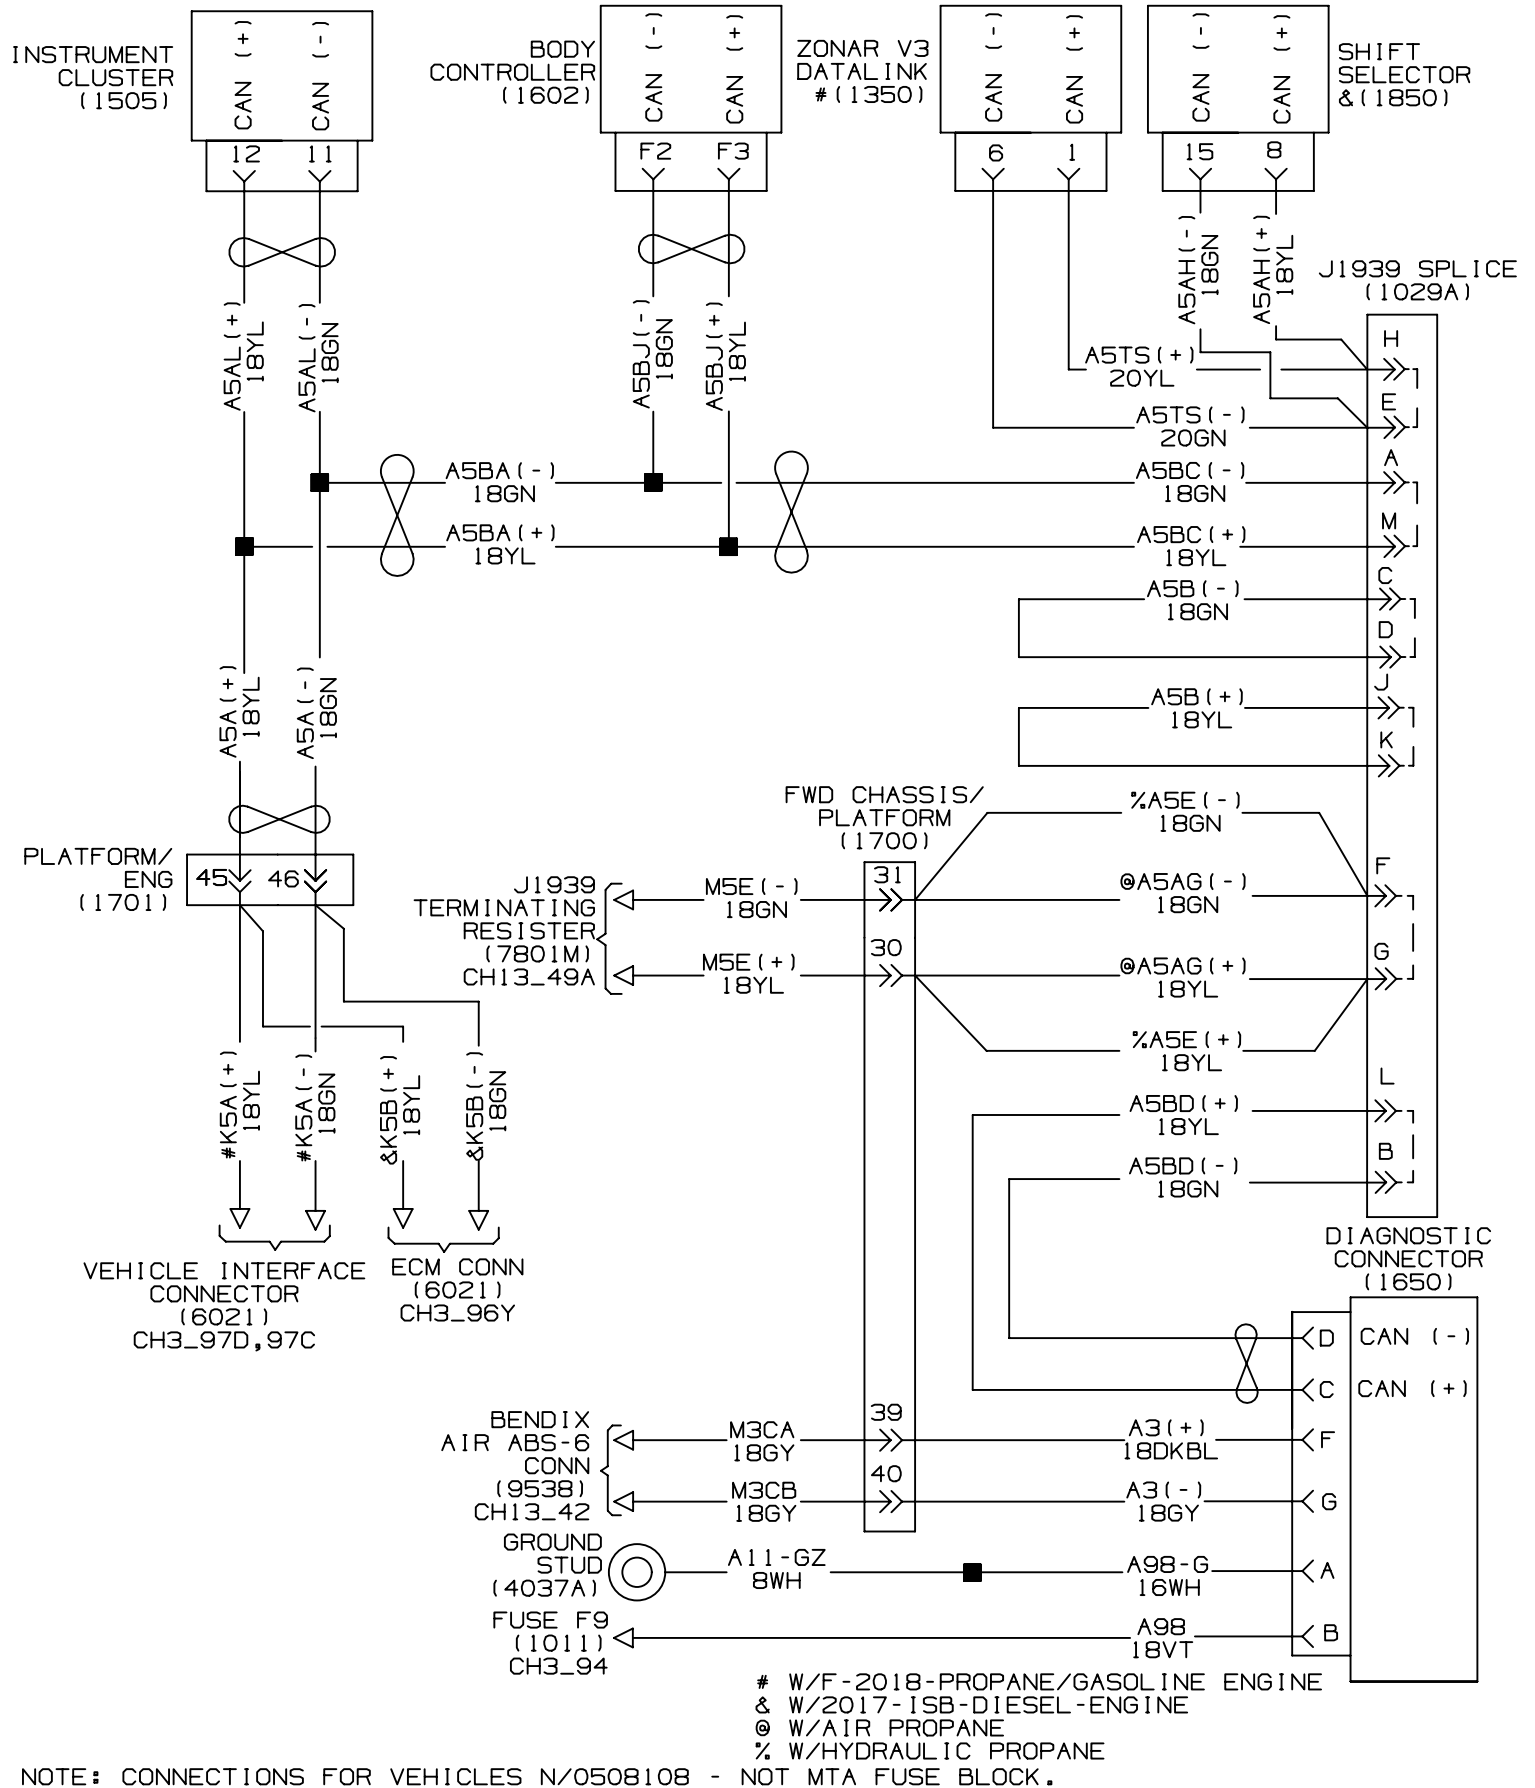 INSTRUMENT
CLUSTER
(1505)
CAN (+)
CAN (-)
12
11
BODY
CONTROLLER
(1602)
CAN (-)
CAN (+)
F2
F3
ZONAR V3
DATALINK
#(1350)
CAN (-)
CAN (+)
6
1
CAN (-)
CAN (+)
15
8
SHIFT
SELECTOR
&(1850)
A5AL(+)
18YL
A5AL(-)
18GN
A5BJ(-)
18GN
A5BJ(+)
18YL
A5AH(-)
18GN
A5AH(+)
18YL
J1939 SPLICE
(1029A)
A5TS(+)
20YL
H
A5TS(-)
20GN
E
A5BA(-)
18GN
A5BC(-)
18GN
A
A5BA(+)
18YL
A5BC(+)
18YL
M
A5B(-)
18GN
C
D
A5B(+)
18YL
J
K
A5A(+)
18YL
A5A(-)
18GN
PLATFORM/
ENG
(1701)
45
46
FWD CHASSIS/
PLATFORM
(1700)
J1939
TERMINATING
RESISTER
(7801M)
CH13_49A
M5E(-)
18GN
31
M5E(+)
18YL
30
%A5E(-)
18GN
@A5AG(-)
18GN
F
@A5AG(+)
18YL
G
%A5E(+)
18YL
A5BD(+)
18YL
L
A5BD(-)
18GN
B
#K5A(+)
18YL
#K5A(-)
18GN
&K5B(+)
18YL
&K5B(-)
18GN
VEHICLE INTERFACE
CONNECTOR
(6021)
CH3_97D,97C
ECM CONN
(6021)
CH3_96Y
DIAGNOSTIC
CONNECTOR
(1650)
D
CAN (-)
C
CAN (+)
BENDIX
AIR ABS-6
CONN
(9538)
CH13_42
M3CA
18GY
39
A3(+)
18DKBL
F
M3CB
18GY
40
A3(-)
18GY
G
GROUND
STUD
(4037A)
A11-GZ
8WH
A98-G
16WH
A
FUSE F9
(1011)
CH3_94
A98
18VT
B
# W/F-2018-PROPANE/GASOLINE ENGINE
& W/2017-ISB-DIESEL-ENGINE
@ W/AIR PROPANE
% W/HYDRAULIC PROPANE
NOTE: CONNECTIONS FOR VEHICLES N/0508108 - NOT MTA FUSE BLOCK.